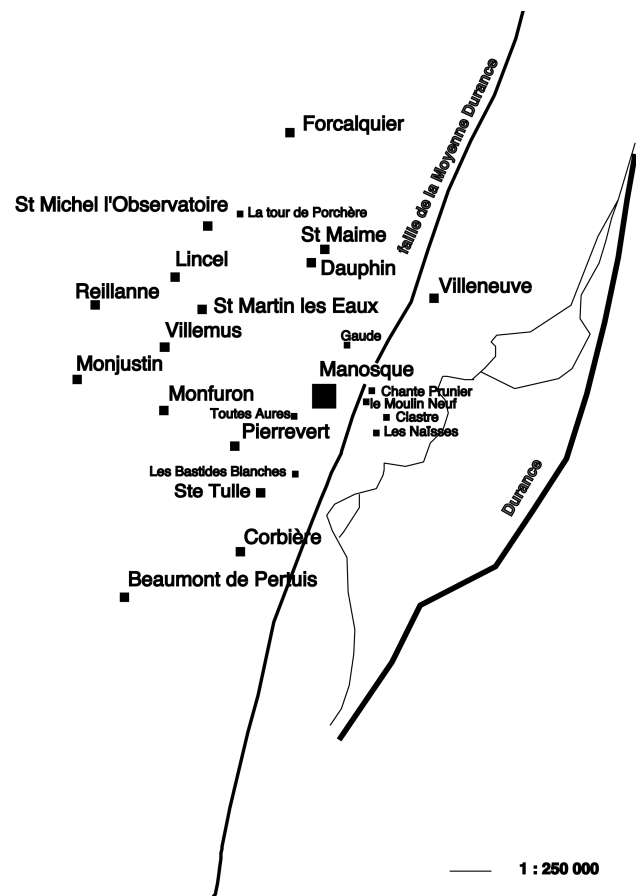 Forcalquier
faille de la Moyenne Durance
St Michel l'Observatoire
La tour de Porchère
St Maime
Dauphin
Lincel
Reillanne
St Martin les Eaux
Villeneuve
Villemus
Gaude
Monjustin
Manosque
Chante Prunier
le Moulin Neuf
Monfuron
Toutes Aures
Clastre
Pierrevert
Les Naïsses
Les Bastides Blanches
Ste Tulle
Durance
Corbière
Beaumont de Pertuis
1 : 250 000